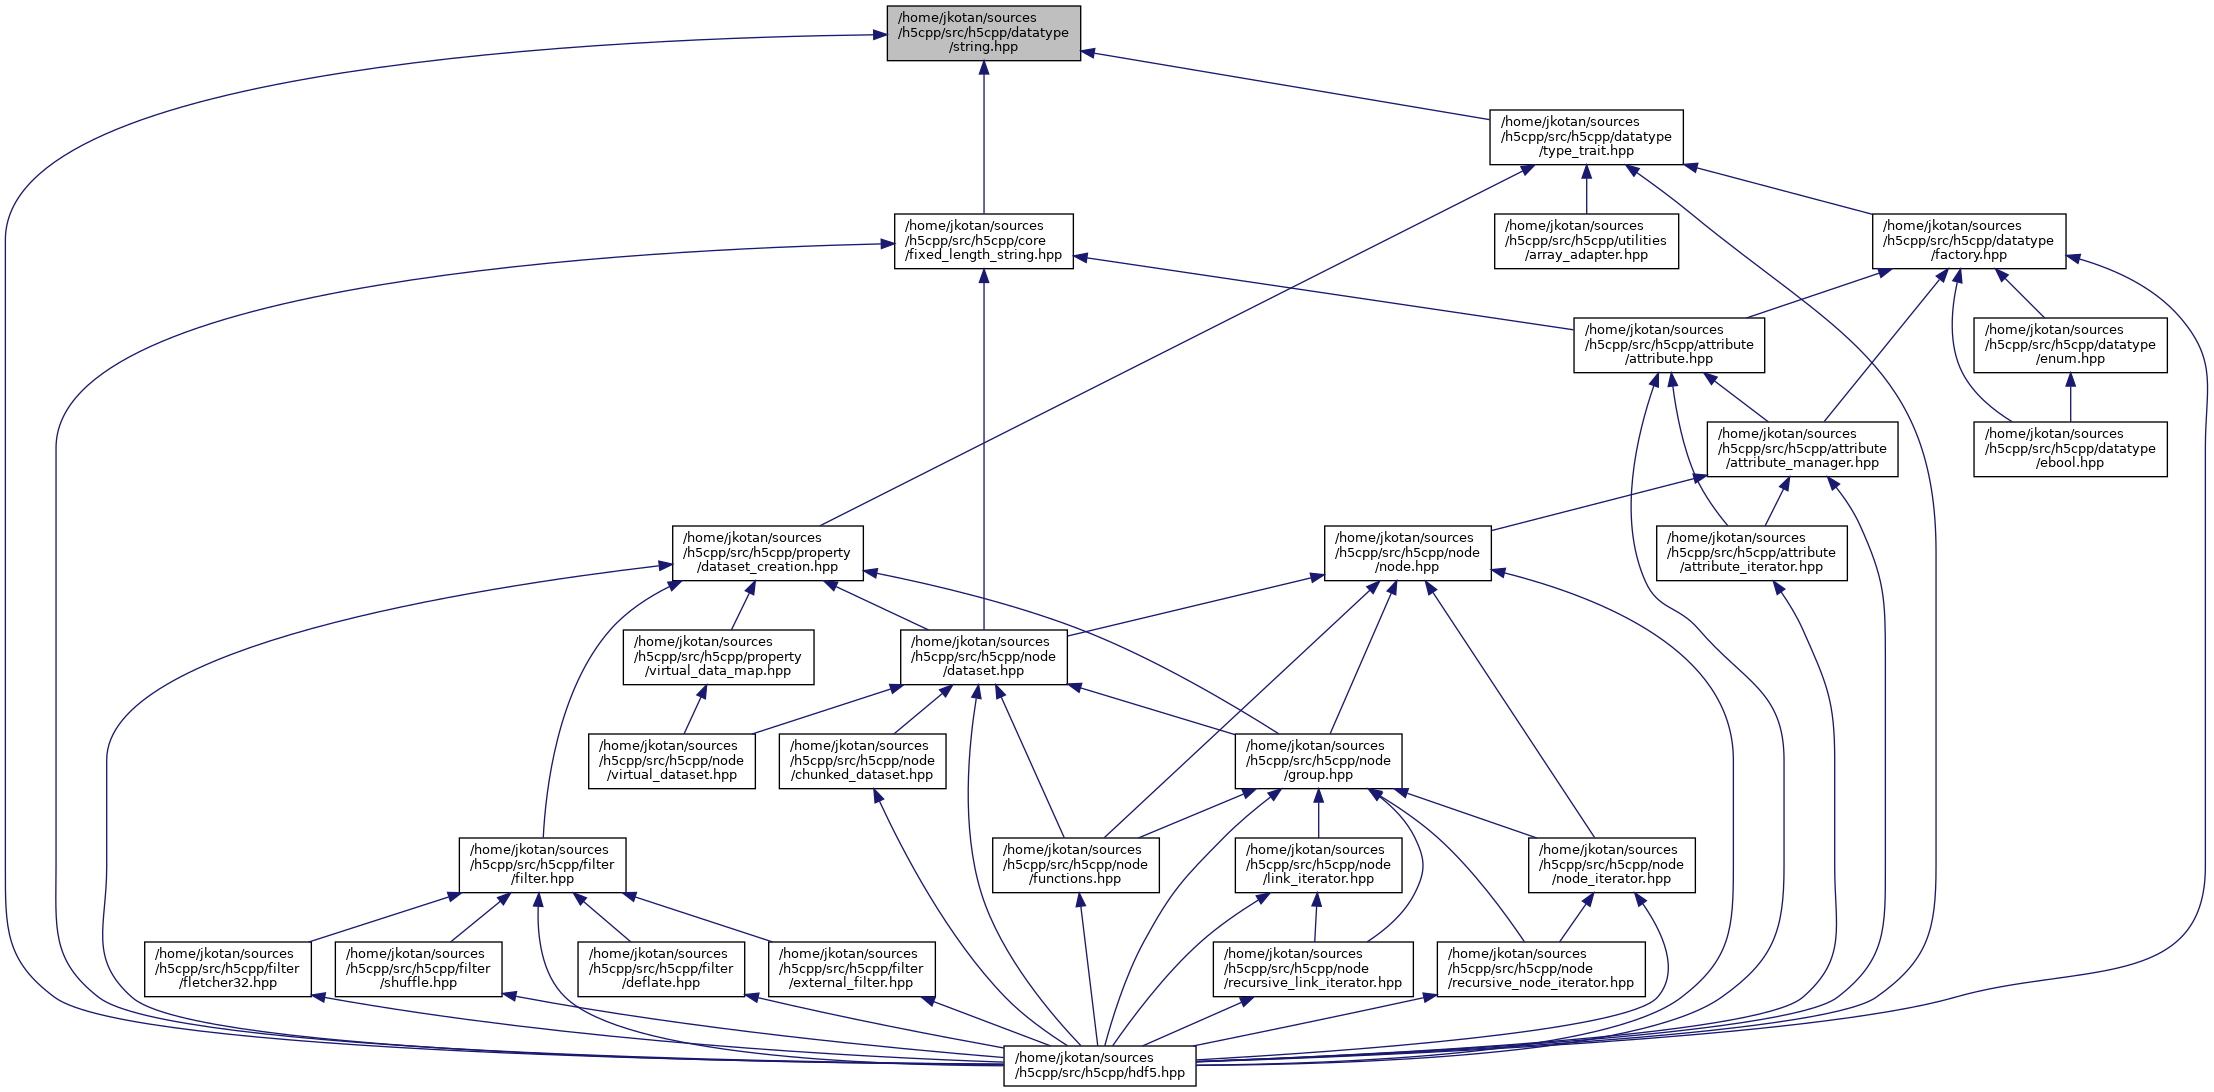 /home/jkotan/sources
/h5cpp/src/h5cpp/datatype
/string.hpp
/home/jkotan/sources
/h5cpp/src/h5cpp/datatype
/type_trait.hpp
/home/jkotan/sources
/h5cpp/src/h5cpp/core
/fixed_length_string.hpp
/home/jkotan/sources
/h5cpp/src/h5cpp/utilities
/array_adapter.hpp
/home/jkotan/sources
/h5cpp/src/h5cpp/datatype
/factory.hpp
/home/jkotan/sources
/h5cpp/src/h5cpp/attribute
/attribute.hpp
/home/jkotan/sources
/h5cpp/src/h5cpp/datatype
/enum.hpp
/home/jkotan/sources
/h5cpp/src/h5cpp/attribute
/attribute_manager.hpp
/home/jkotan/sources
/h5cpp/src/h5cpp/datatype
/ebool.hpp
/home/jkotan/sources
/h5cpp/src/h5cpp/property
/dataset_creation.hpp
/home/jkotan/sources
/h5cpp/src/h5cpp/node
/node.hpp
/home/jkotan/sources
/h5cpp/src/h5cpp/attribute
/attribute_iterator.hpp
/home/jkotan/sources
/h5cpp/src/h5cpp/property
/virtual_data_map.hpp
/home/jkotan/sources
/h5cpp/src/h5cpp/node
/dataset.hpp
/home/jkotan/sources
/h5cpp/src/h5cpp/node
/virtual_dataset.hpp
/home/jkotan/sources
/h5cpp/src/h5cpp/node
/chunked_dataset.hpp
/home/jkotan/sources
/h5cpp/src/h5cpp/node
/group.hpp
/home/jkotan/sources
/h5cpp/src/h5cpp/filter
/filter.hpp
/home/jkotan/sources
/h5cpp/src/h5cpp/node
/functions.hpp
/home/jkotan/sources
/h5cpp/src/h5cpp/node
/link_iterator.hpp
/home/jkotan/sources
/h5cpp/src/h5cpp/node
/node_iterator.hpp
/home/jkotan/sources
/h5cpp/src/h5cpp/filter
/fletcher32.hpp
/home/jkotan/sources
/h5cpp/src/h5cpp/filter
/shuffle.hpp
/home/jkotan/sources
/h5cpp/src/h5cpp/filter
/deflate.hpp
/home/jkotan/sources
/h5cpp/src/h5cpp/filter
/external_filter.hpp
/home/jkotan/sources
/h5cpp/src/h5cpp/node
/recursive_link_iterator.hpp
/home/jkotan/sources
/h5cpp/src/h5cpp/node
/recursive_node_iterator.hpp
/home/jkotan/sources
/h5cpp/src/h5cpp/hdf5.hpp